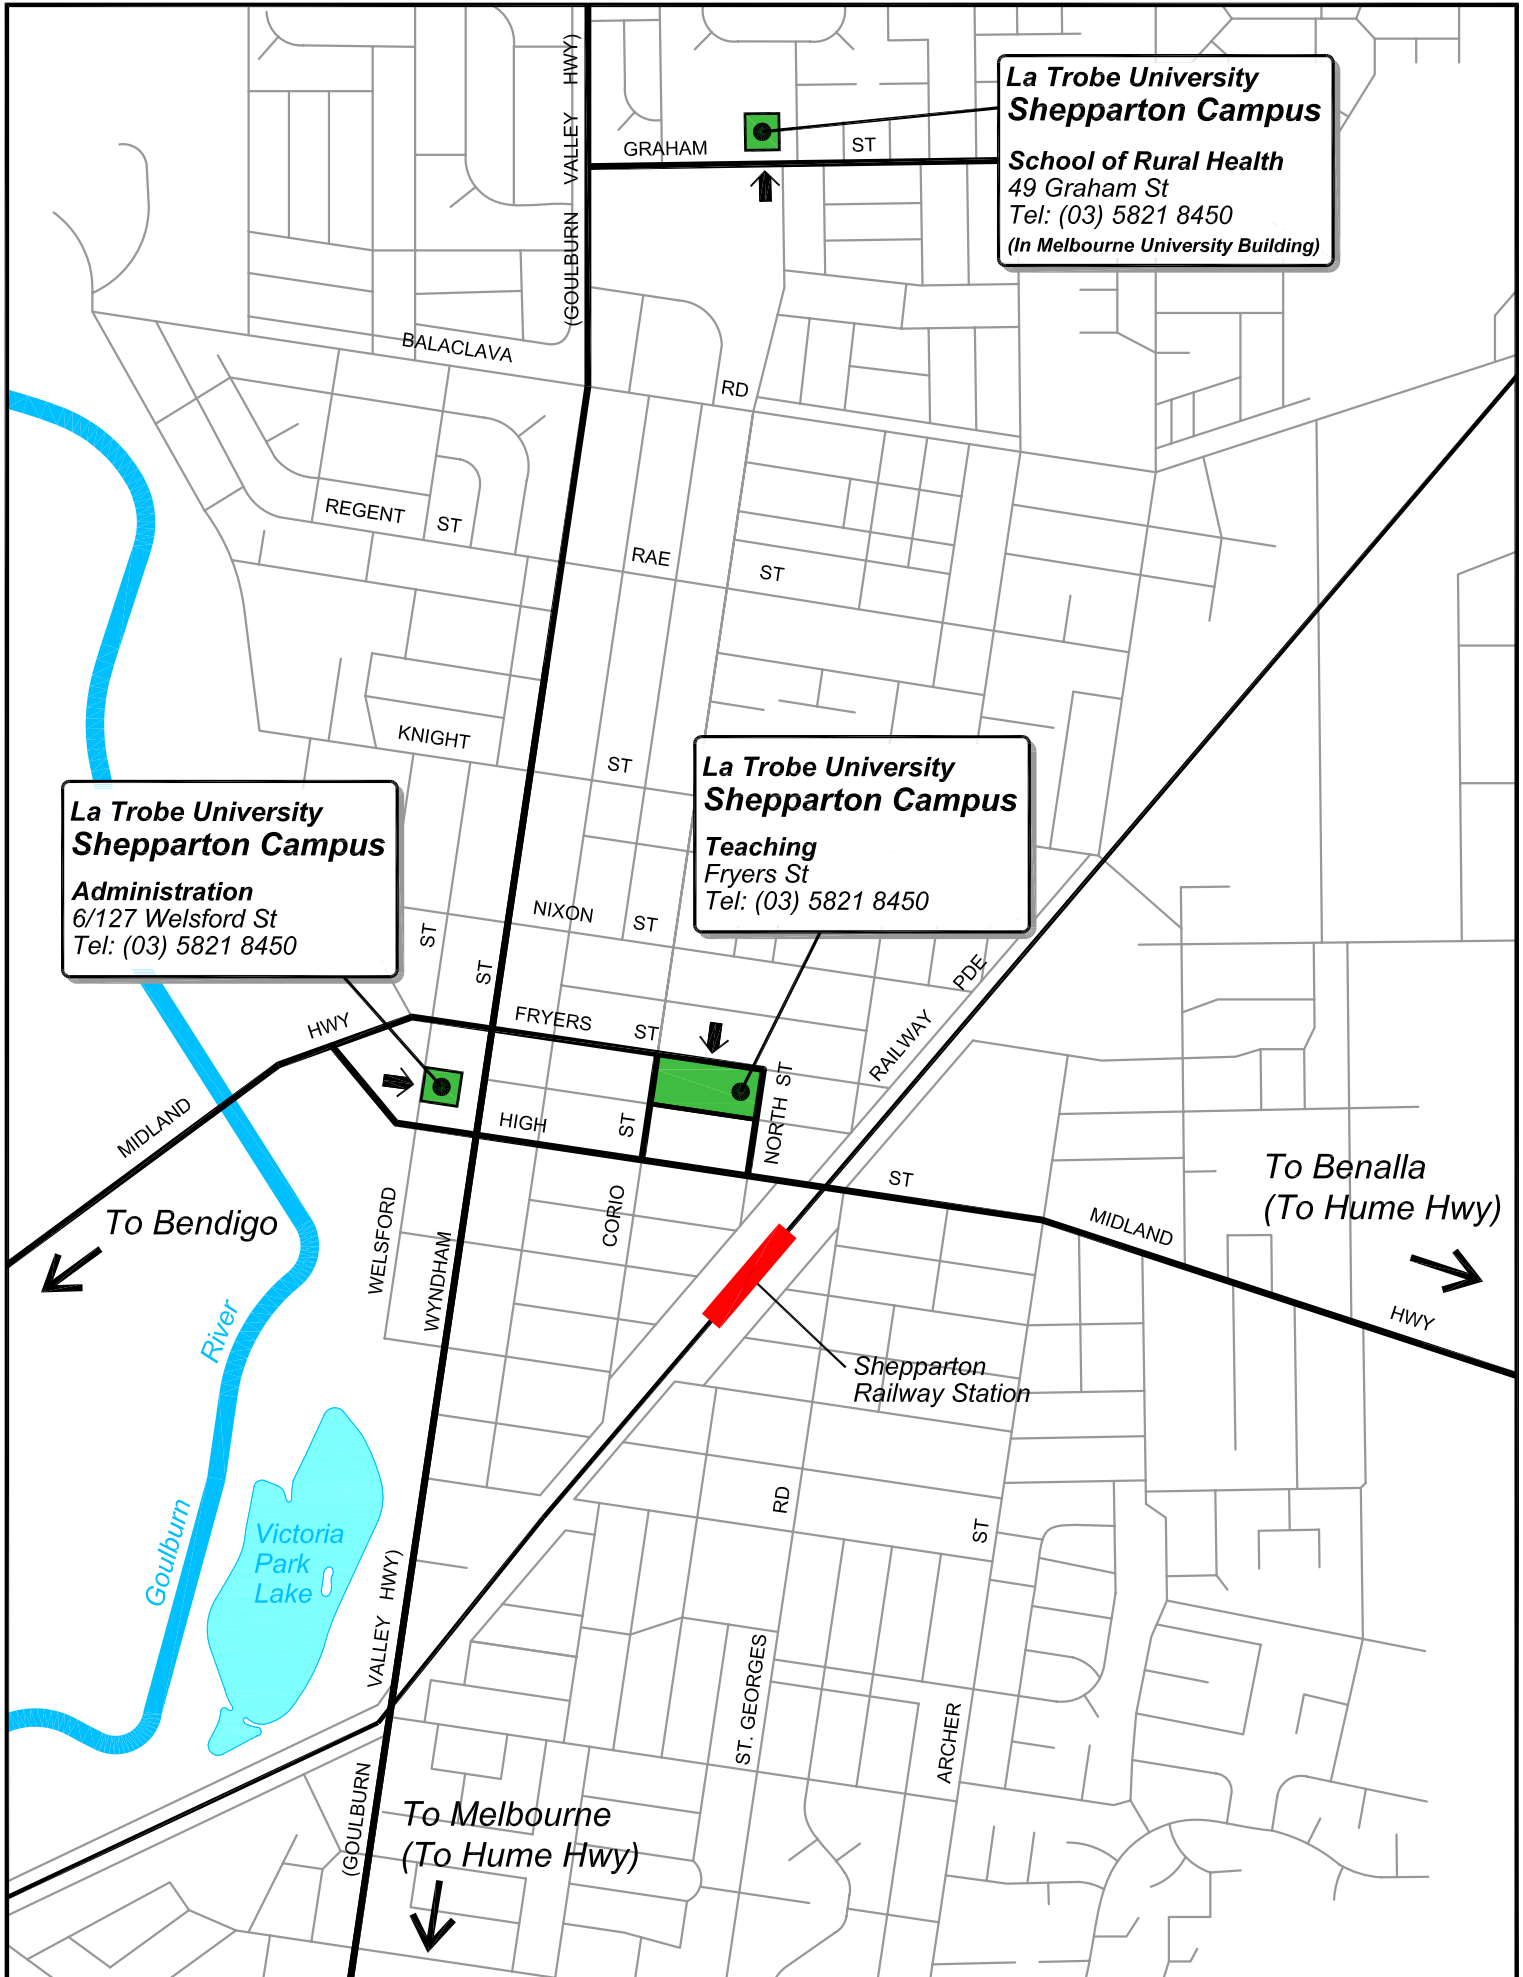 La Trobe University
Shepparton Campus
School of Rural Health
49 Graham St
Tel: (03) 5821 8450
(In Melbourne University Building)
GRAHAM ST
(GOULBURN VALLEY HWY)
BALACLAVA RD
REGENT ST
RAE ST
KNIGHT ST
La Trobe University
Shepparton Campus
Teaching
Fryers St
Tel: (03) 5821 8450
La Trobe University
Shepparton Campus
Administration
6/127 Welsford St
Tel: (03) 5821 8450
NIXON ST
FRYERS ST
RAILWAY PDE
MIDLAND HWY
HIGH ST
NORTH ST
CORIO ST
WELSFORD ST
WYNDHAM ST
MIDLAND HWY
To Benalla
(To Hume Hwy)
To Bendigo
Shepparton
Railway Station
Goulburn River
Victoria
Park
Lake
ST. GEORGES RD
ARCHER ST
(GOULBURN VALLEY HWY)
To Melbourne
(To Hume Hwy)